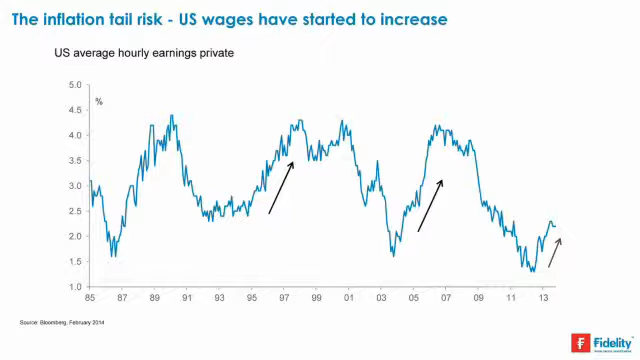 The inflation tail risk - US wages have started to increase
US average hourly earnings private
5.0
%
4.5
4.0
3.5
3.0
2.5
2.0
1.5
1.0
85 87 89 91 93 95 97 99 01 03 05 07 09 11 13
Source: Bloomberg, February 2014
F Fidelity